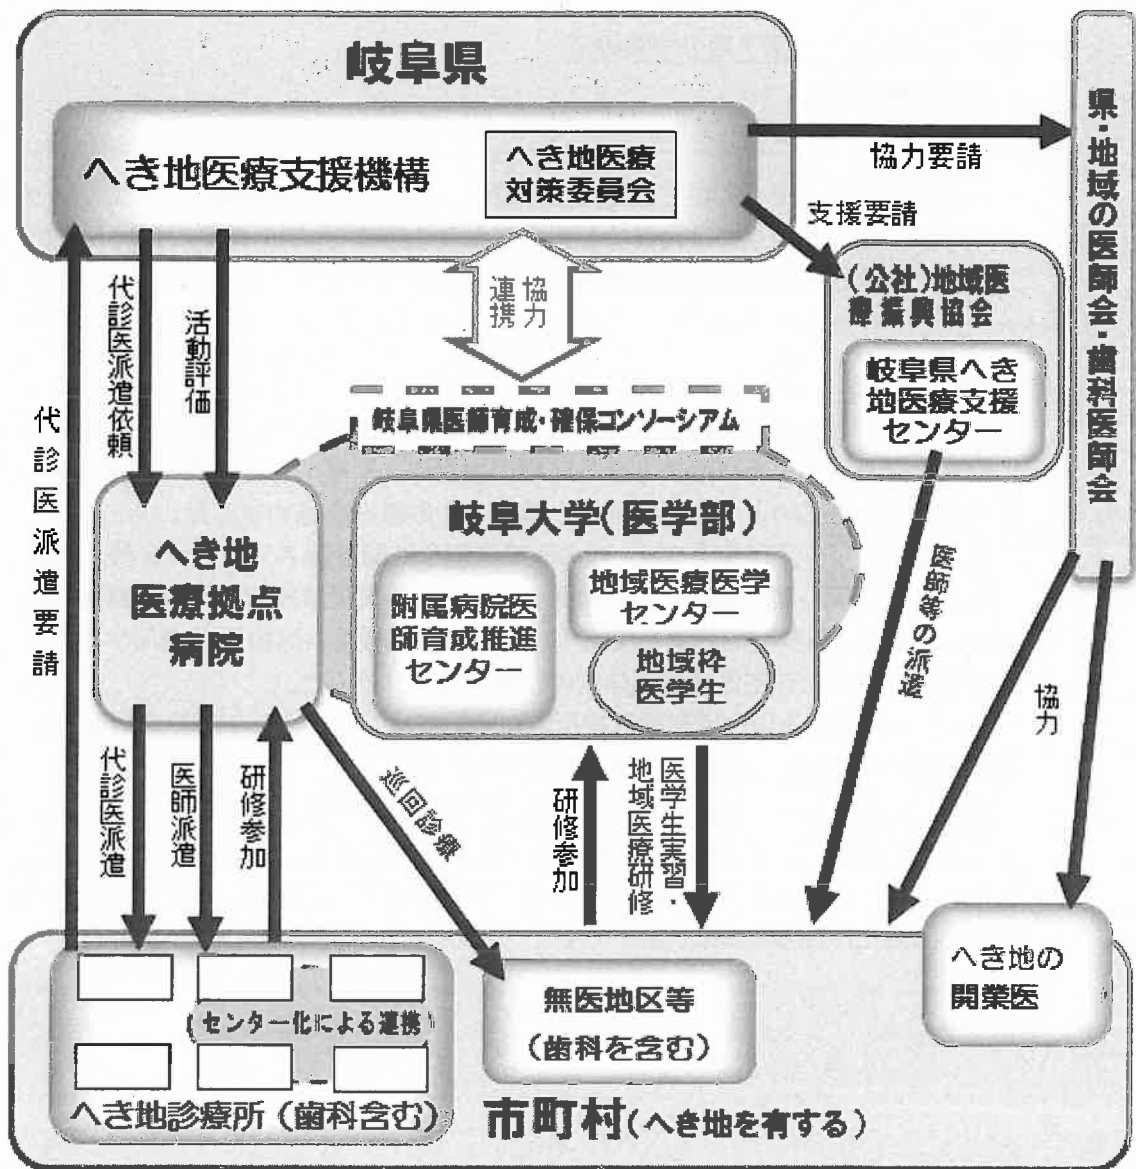 岐阜県
へき地医療支援機構
へき地医療
対策委員会
協力要請
支援要請
県・地域の医師会・歯科医師会
(公社)地域医
療振興協会
岐阜県へき
地医療支援
センター
連携
協力
代診医派遣依頼
活動評価
代診医派遣要請
岐阜県医師育成・確保コンソーシアム
へき地
医療拠点
病院
岐阜大学(医学部)
附属病院医
師育成推進
センター
地域医療医学
センター
地域枠
医学生
医師等の派遣
協力
代診医派遣
医師派遣
研修参加
巡回診療
研修参加
医学生実習・
地域医療研修
センター化による連携
へき地診療所(歯科含む)
無医地区等
(歯科を含む)
へき地の
開業医
市町村(へき地を有する)